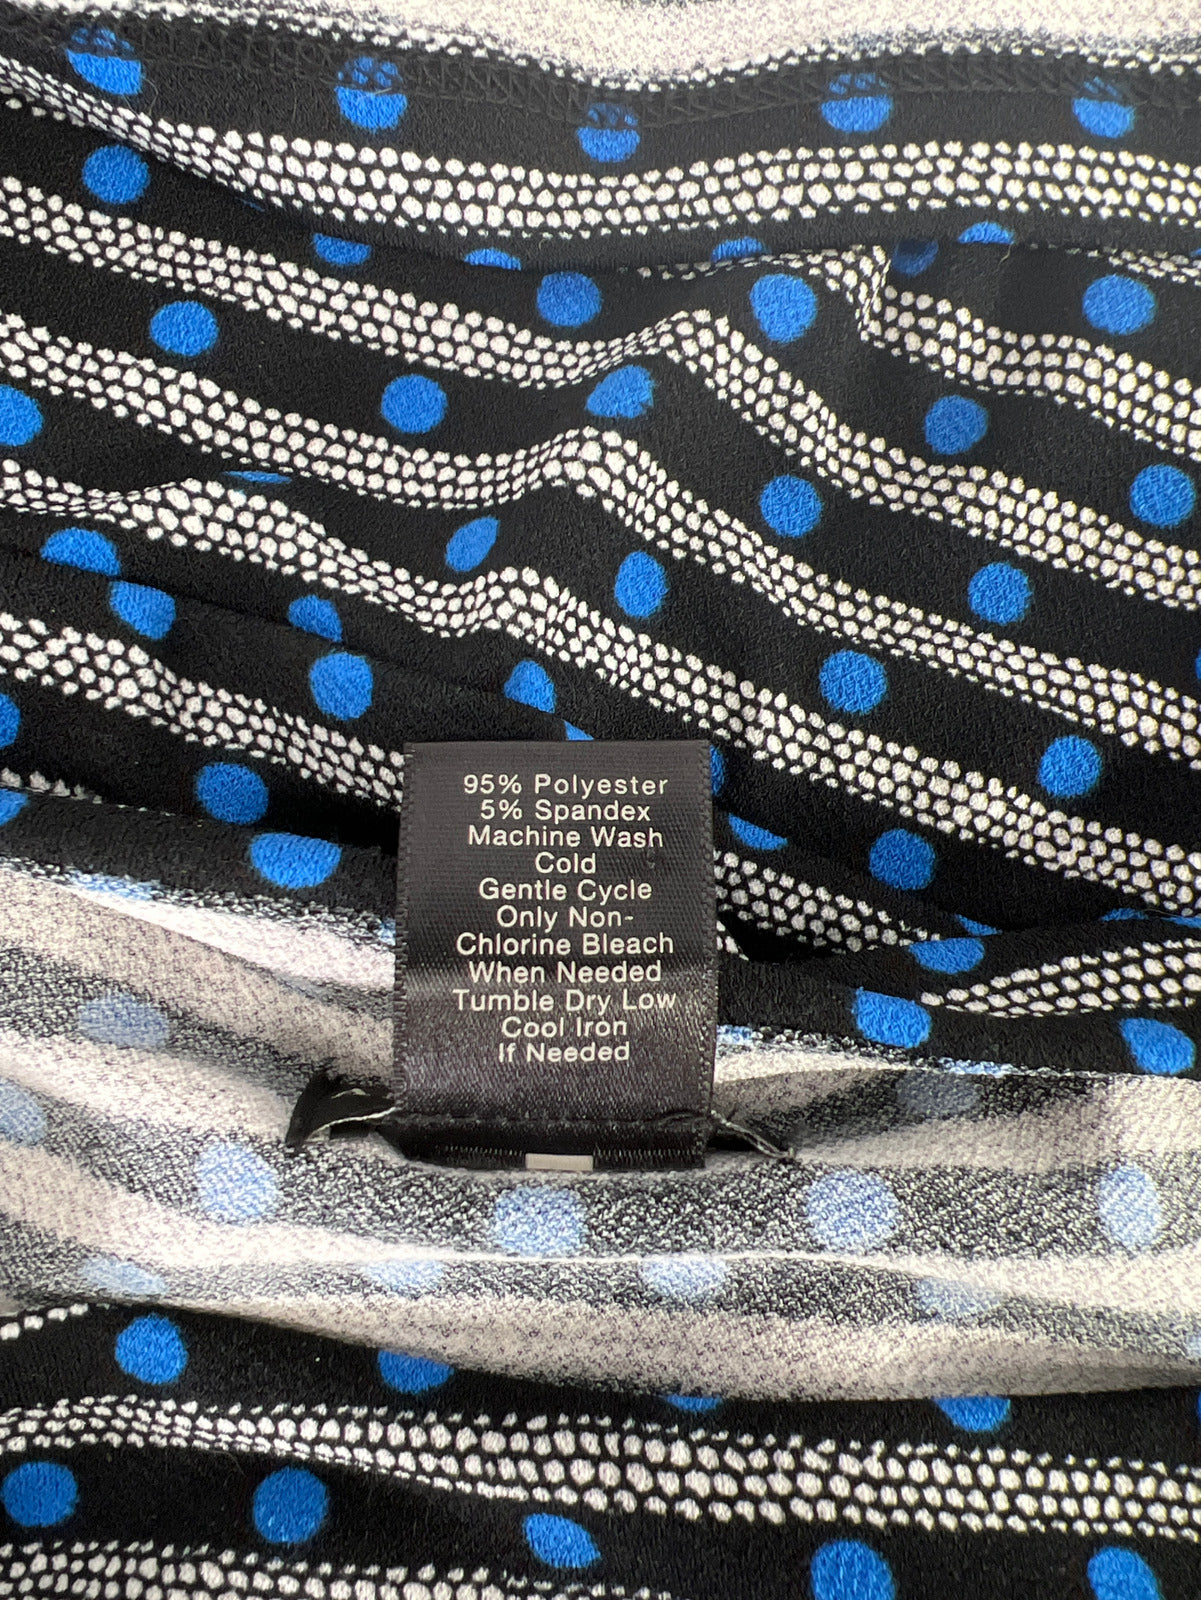 95% Polyester
5% Spandex
Machine Wash
Cold
Gentle Cycle
Only Non-
Chlorine Bleach
When Needed
Tumble Dry Low
Cool Iron
If Needed